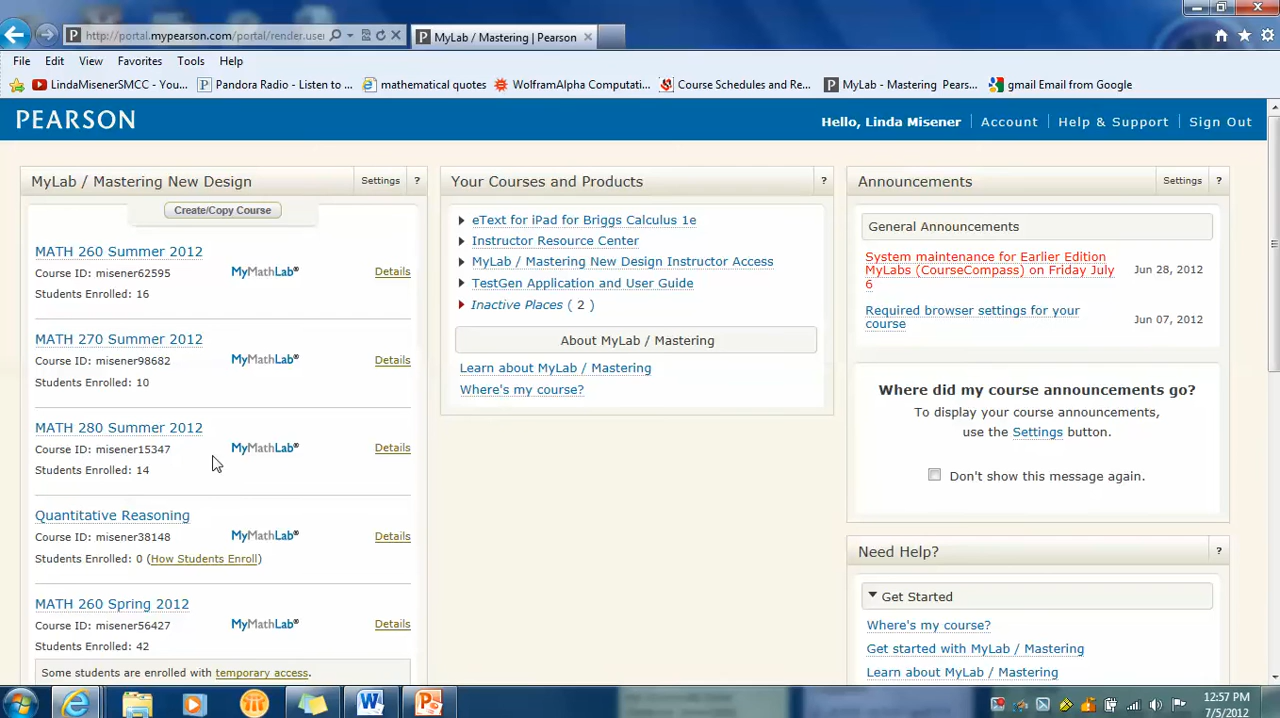 http://portal.mypearson.com/portal/render.use
MyLab / Mastering | Pearson
File Edit View Favorites Tools Help
LindaMisenerSMCC - You... Pandora Radio - Listen to ... mathematical quotes WolframAlpha Computati... Course Schedules and Re... MyLab - Mastering Pears... gmail Email from Google
PEARSON
Hello, Linda Misener Account Help & Support Sign Out
MyLab / Mastering New Design Settings ?
Create/Copy Course
MATH 260 Summer 2012
Course ID: misener62595 MyMathLab® Details
Students Enrolled: 16
MATH 270 Summer 2012
Course ID: misener98682 MyMathLab® Details
Students Enrolled: 10
MATH 280 Summer 2012
Course ID: misener15347 MyMathLab® Details
Students Enrolled: 14
Quantitative Reasoning
Course ID: misener38148 MyMathLab® Details
Students Enrolled: 0 (How Students Enroll)
MATH 260 Spring 2012
Course ID: misener56427 MyMathLab® Details
Students Enrolled: 42
Some students are enrolled with temporary access.
Your Courses and Products ?
eText for iPad for Briggs Calculus 1e
Instructor Resource Center
MyLab / Mastering New Design Instructor Access
TestGen Application and User Guide
Inactive Places ( 2 )
About MyLab / Mastering
Learn about MyLab / Mastering
Where's my course?
Announcements Settings ?
General Announcements
System maintenance for Earlier Edition
MyLabs (CourseCompass) on Friday July Jun 28, 2012
6
Required browser settings for your
course Jun 07, 2012
Where did my course announcements go?
To display your course announcements,
use the Settings button.
Don't show this message again.
Need Help? ?
Get Started
Where's my course?
Get started with MyLab / Mastering
Learn about MyLab / Mastering
12:57 PM
7/5/2012